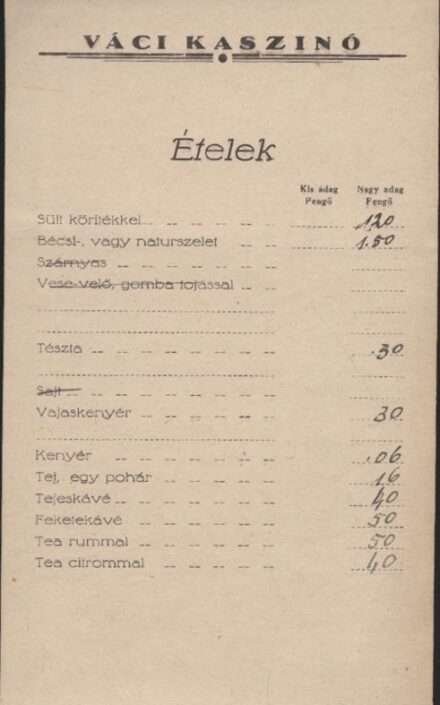 VÁCI KASZINÓ
Ételek
Kis adag Nagy adag
Pengő Pengő
Sült körítékkel 1.20
Bécsi-, vagy naturszelet 1.50
Szárnyas
Vese-velő, gomba tojással
Tészta .30
Sajt
Vajaskenyér 30
Kenyér .06
Tej, egy pohár 16
Tejeskávé 40
Feketekávé 50
Tea rummal 50
Tea citrommal 40